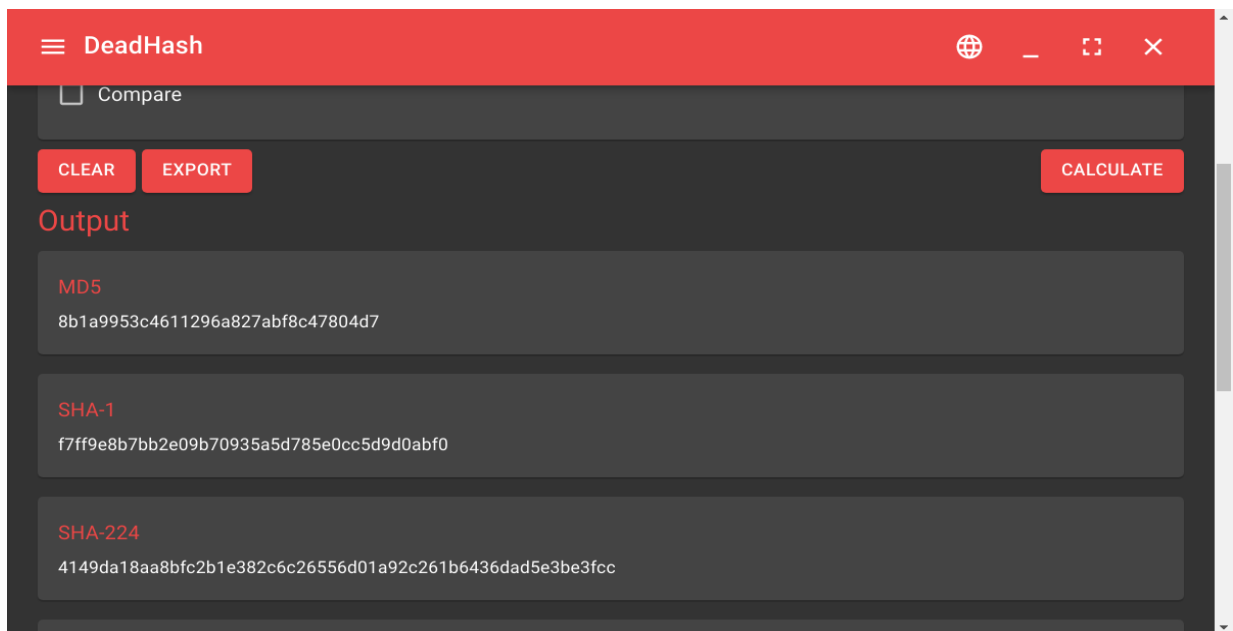 DeadHash
Compare
CLEAR EXPORT CALCULATE
Output
MD5
8b1a9953c4611296a827abf8c47804d7
SHA-1
f7ff9e8b7bb2e09b70935a5d785e0cc5d9d0abf0
SHA-224
4149da18aa8bfc2b1e382c6c26556d01a92c261b6436dad5e3be3fcc